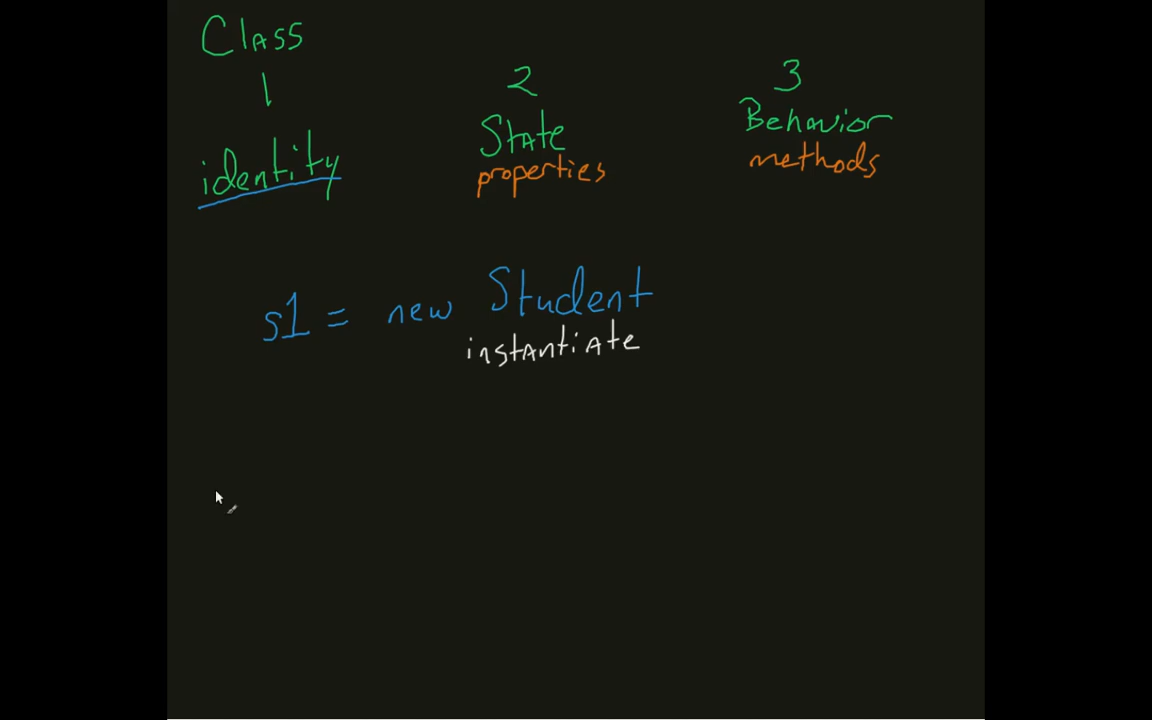 Class
1 2 3
identity State Behavior
properties methods
s1 = new Student
instantiate